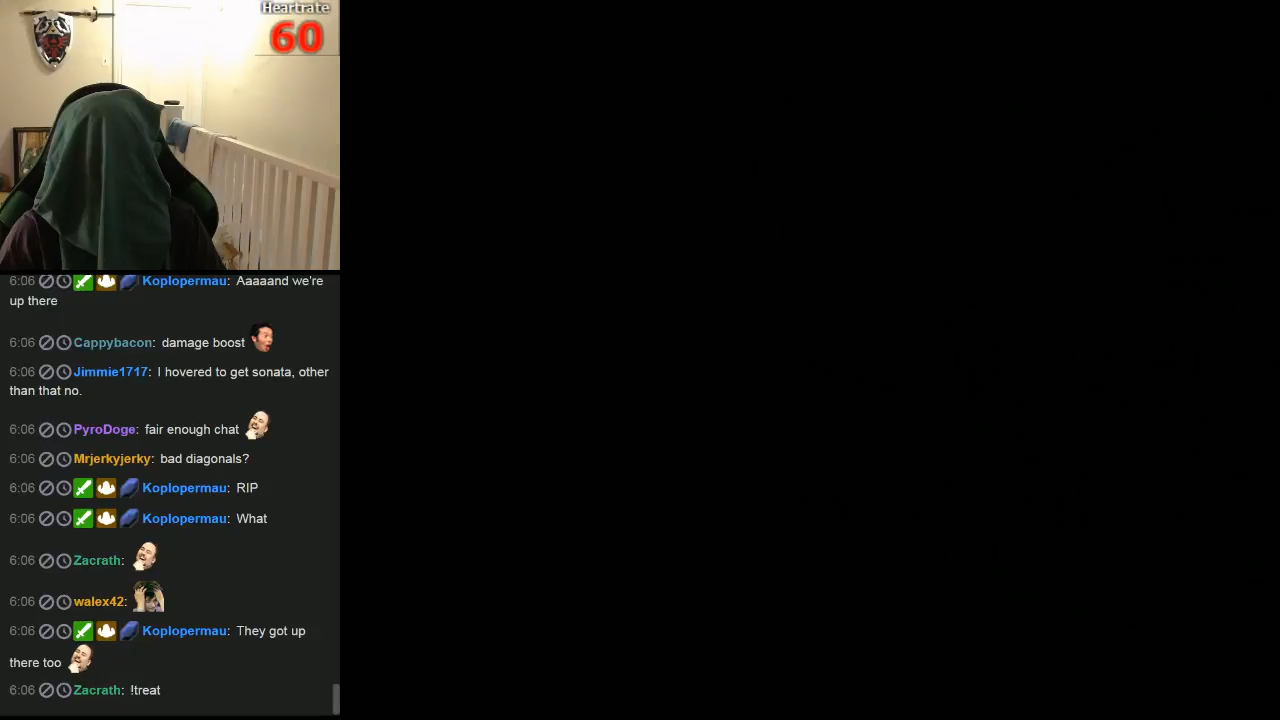 Heartrate
60
6:06 Koplopermau: Aaaaand we're
up there
6:06 Cappybacon: damage boost
6:06 Jimmie1717: I hovered to get sonata, other
than that no.
6:06 PyroDoge: fair enough chat
6:06 Mrjerkyjerky: bad diagonals?
6:06 Koplopermau: RIP
6:06 Koplopermau: What
6:06 Zacrath:
6:06 walex42:
6:06 Koplopermau: They got up
there too
6:06 Zacrath: !treat